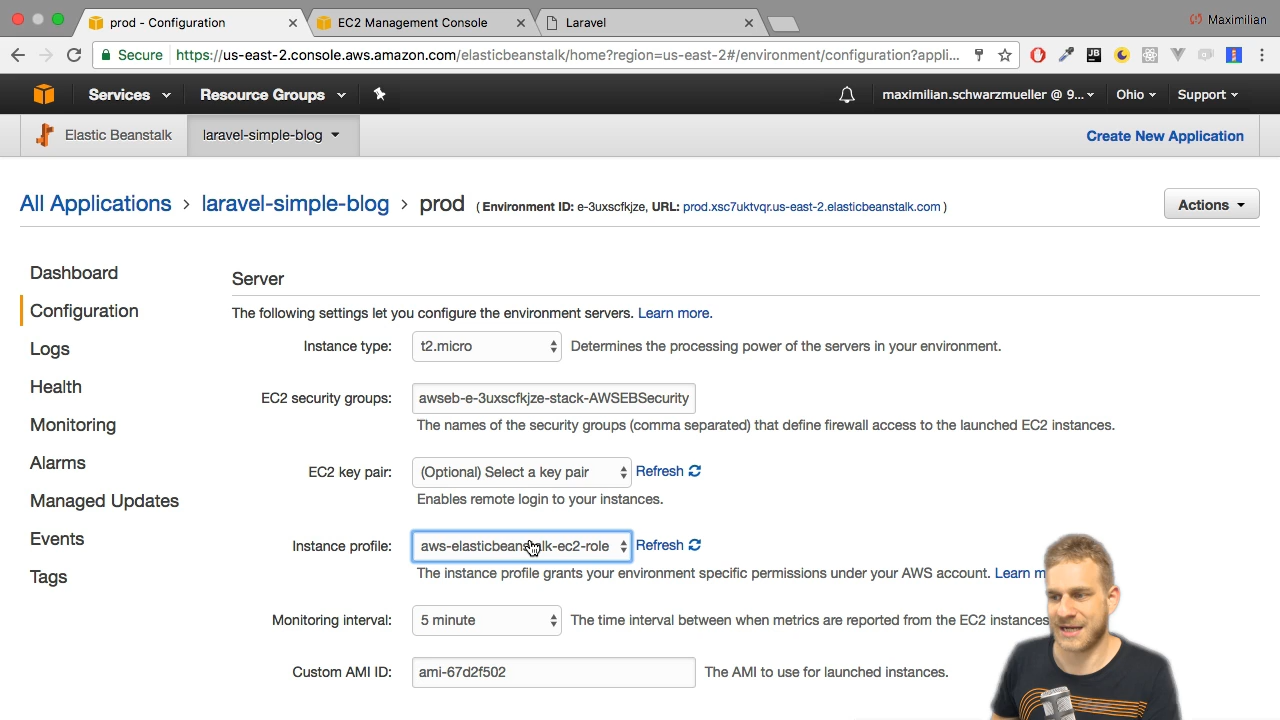 prod - Configuration
EC2 Management Console
Laravel
Maximilian
Secure https://us-east-2.console.aws.amazon.com/elasticbeanstalk/home?region=us-east-2#/environment/configuration?appli...
JB
Services
Resource Groups
maximilian.schwarzmueller @ 9...
Ohio
Support
Elastic Beanstalk
laravel-simple-blog
Create New Application
All Applications > laravel-simple-blog > prod ( Environment ID: e-3uxscfkjze, URL: prod.xsc7uktvqr.us-east-2.elasticbeanstalk.com )
Actions
Dashboard
Configuration
Logs
Health
Monitoring
Alarms
Managed Updates
Events
Tags
Server
The following settings let you configure the environment servers. Learn more.
Instance type: t2.micro Determines the processing power of the servers in your environment.
EC2 security groups: awseb-e-3uxscfkjze-stack-AWSEBSecurity
The names of the security groups (comma separated) that define firewall access to the launched EC2 instances.
EC2 key pair: (Optional) Select a key pair Refresh
Enables remote login to your instances.
Instance profile: aws-elasticbeanstalk-ec2-role Refresh
The instance profile grants your environment specific permissions under your AWS account. Learn m
Monitoring interval: 5 minute The time interval between when metrics are reported from the EC2 instances
Custom AMI ID: ami-67d2f502 The AMI to use for launched instances.